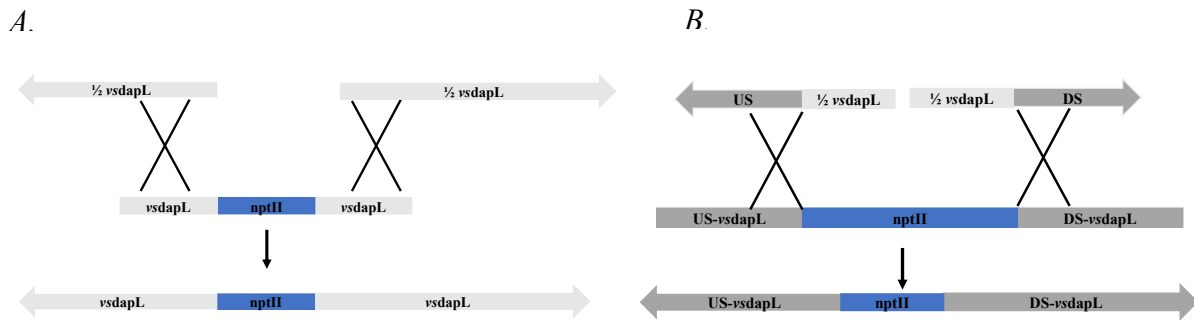 A.
½ vsdapL ½ vsdapL
vsdapL nptII vsdapL
vsdapL nptII vsdapL
B.
US ½ vsdapL ½ vsdapL DS
US-vsdapL nptII DS-vsdapL
US-vsdapL nptII DS-vsdapL